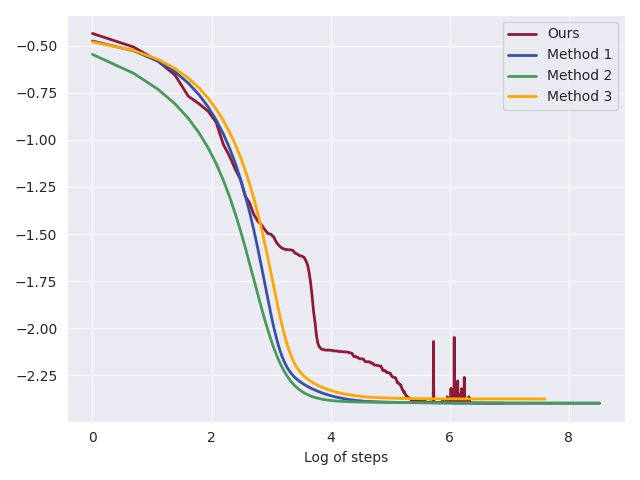 −0.50
−0.75
−1.00
−1.25
−1.50
−1.75
−2.00
−2.25
0 2 4 6 8
Log of steps
Ours
Method 1
Method 2
Method 3